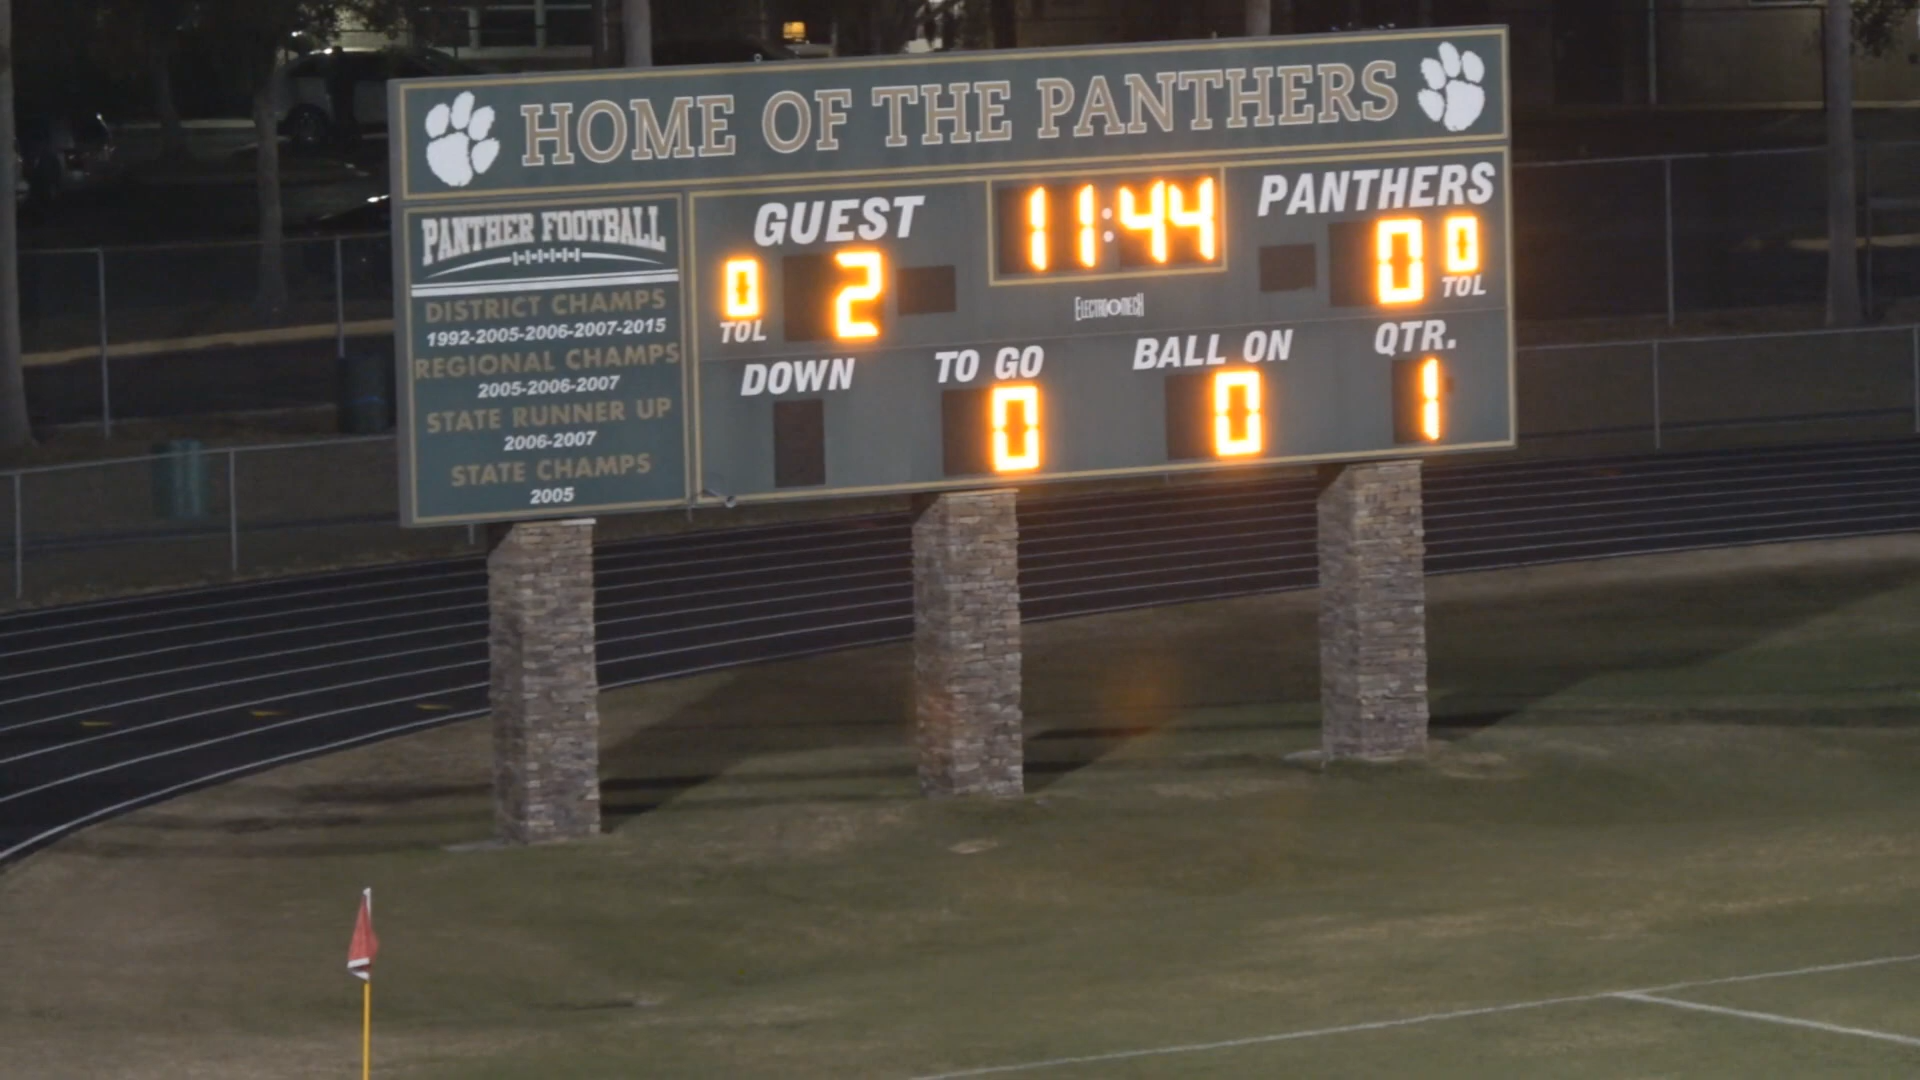 HOME OF THE PANTHERS
PANTHER FOOTBALL
DISTRICT CHAMPS
1992-2005-2006-2007-2015
REGIONAL CHAMPS
2005-2006-2007
STATE RUNNER UP
2006-2007
STATE CHAMPS
2005
GUEST
11:44
PANTHERS
0
2
0
0
TOL
TOL
ELECTRO-MECH
DOWN
TO GO
BALL ON
QTR.
0
0
1